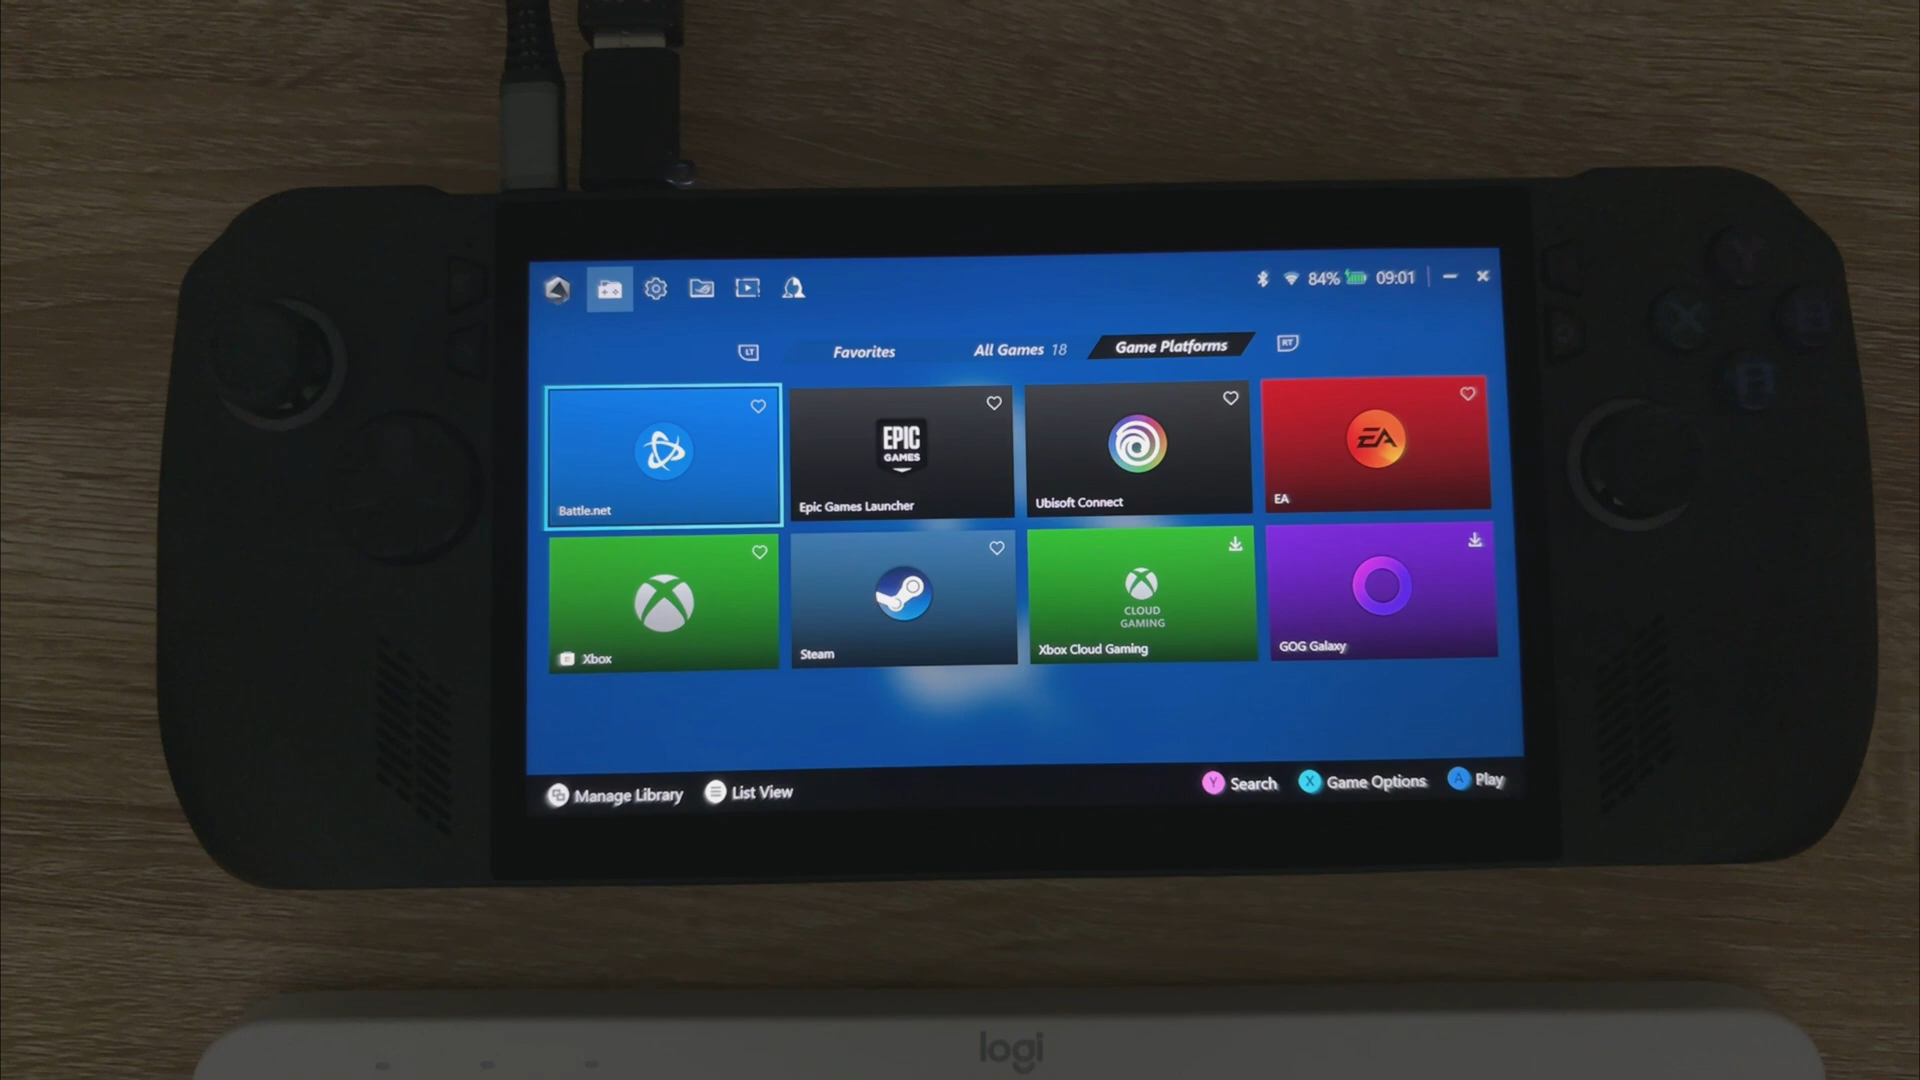 84% 09:01
LT Favorites All Games 18 Game Platforms RT
Battle.net
EPIC
GAMES
Epic Games Launcher
Ubisoft Connect
EA
EA
Xbox
Steam
CLOUD
GAMING
Xbox Cloud Gaming
GOG Galaxy
Manage Library List View Y Search X Game Options A Play
Y
X
B
A
logi